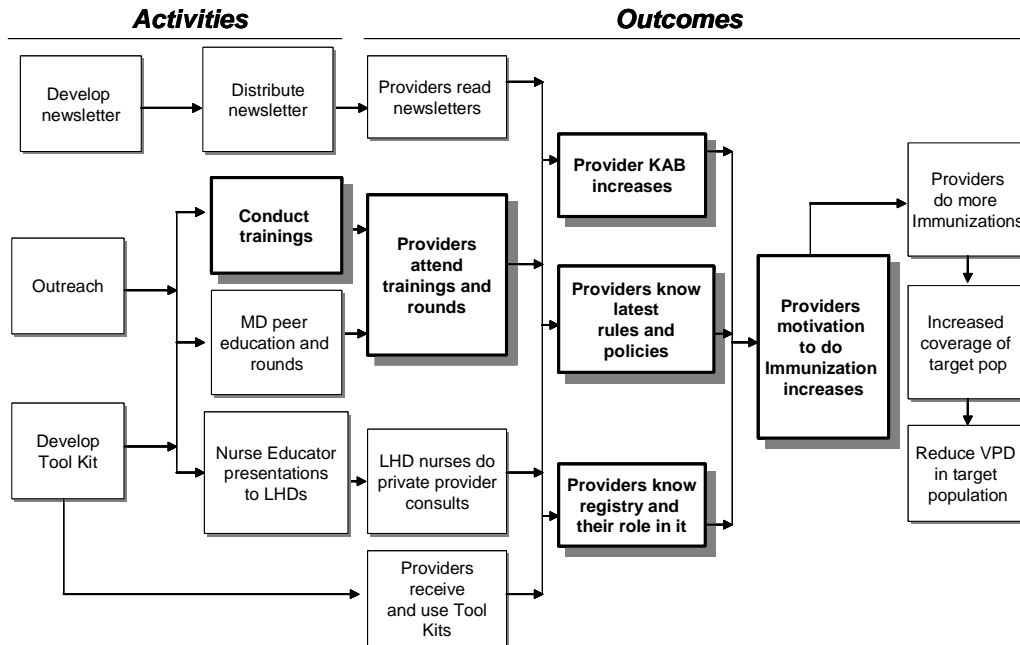 Activities
Outcomes
Develop
newsletter
Distribute
newsletter
Providers read
newsletters
Outreach
Conduct
trainings
MD peer
education and
rounds
Providers
attend
trainings and
rounds
Develop
Tool Kit
Nurse Educator
presentations
to LHDs
LHD nurses do
private provider
consults
Providers
receive
and use Tool
Kits
Provider KAB
increases
Providers know
latest
rules and
policies
Providers know
registry and
their role in it
Providers
motivation
to do
Immunization
increases
Providers
do more
Immunizations
Increased
coverage of
target pop
Reduce VPD
in target
population